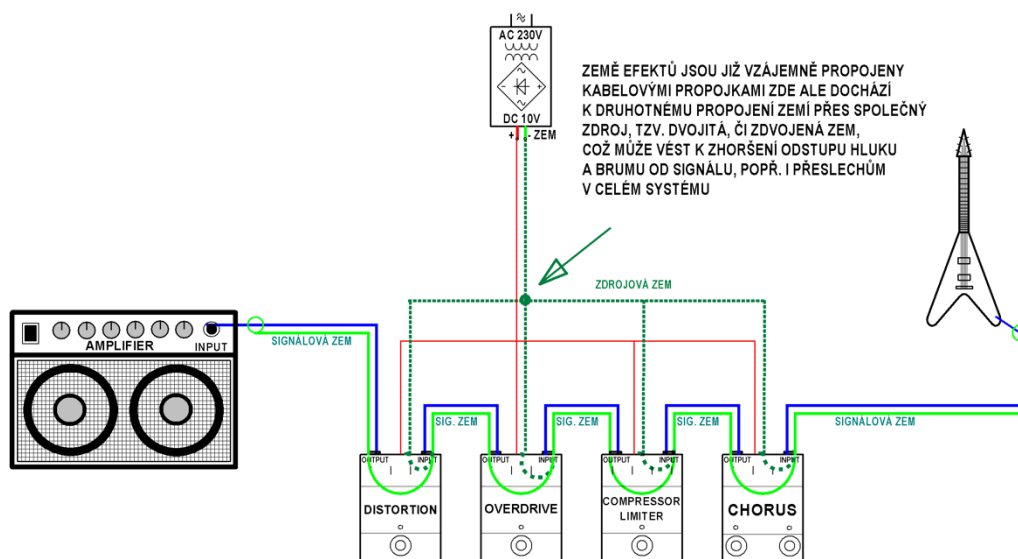 AC 230V
DC 10V
+ - ZEM
ZEMĚ EFEKTŮ JSOU JIŽ VZÁJEMNĚ PROPOJENY
KABELOVÝMI PROPOJKAMI ZDE ALE DOCHÁZÍ
K DRUHOTNÉMU PROPOJENÍ ZEMÍ PŘES SPOLEČNÝ
ZDROJ, TZV. DVOJITÁ, ČI ZDVOJENÁ ZEM,
COŽ MŮŽE VÉST K ZHORŠENÍ ODSTUPU HLUKU
A BRUMU OD SIGNÁLU, POPŘ. I PŘESLECHŮM
V CELÉM SYSTÉMU
ZDROJOVÁ ZEM
AMPLIFIER
INPUT
SIGNÁLOVÁ ZEM
SIG. ZEM
SIG. ZEM
SIG. ZEM
SIGNÁLOVÁ ZEM
OUTPUT INPUT
DISTORTION
OUTPUT INPUT
OVERDRIVE
OUTPUT INPUT
COMPRESSOR
LIMITER
OUTPUT INPUT
CHORUS